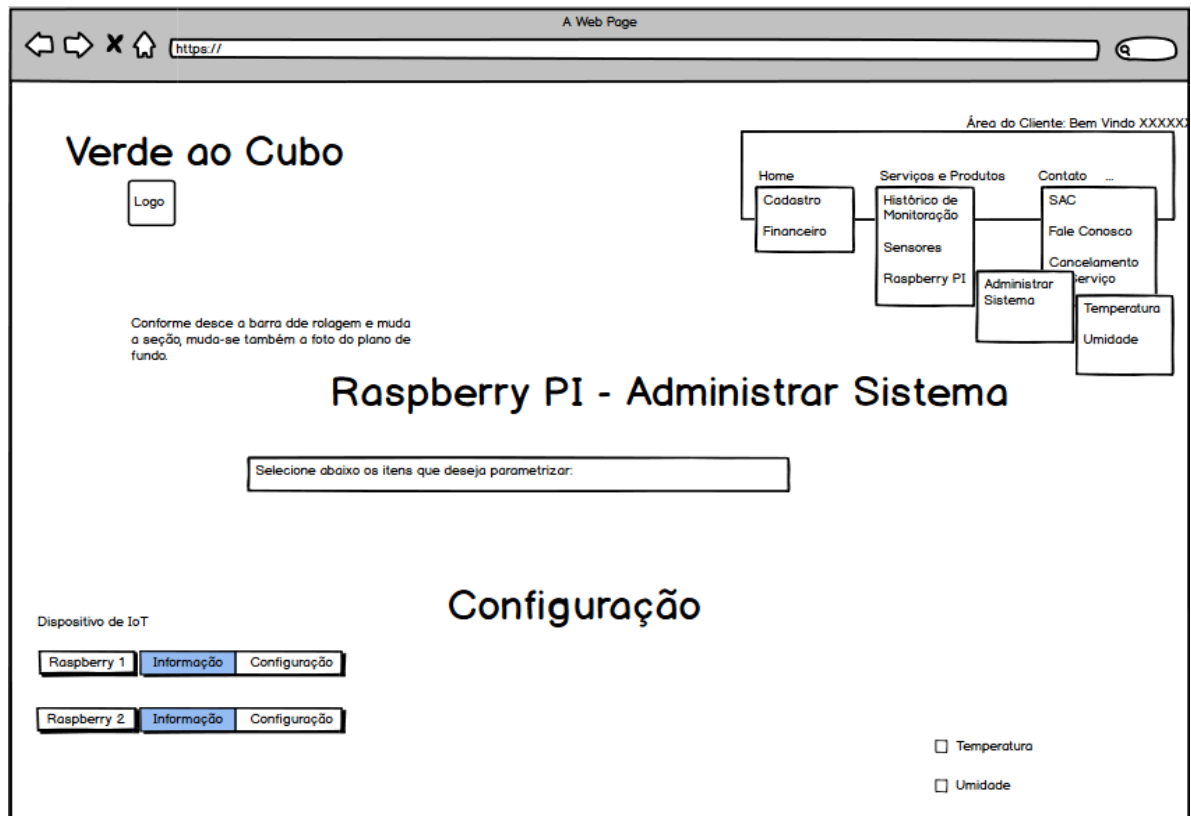 A Web Page
https://
Área do Cliente: Bem Vindo XXXXXX
Verde ao Cubo
Logo
Home
Serviços e Produtos
Contato ...
Cadastro
Financeiro
Histórico de
Monitoração
Sensores
Raspberry PI
SAC
Fale Conosco
Cancelamento
Serviço
Administrar
Sistema
Temperatura
Umidade
Conforme desce a barra dde rolagem e muda
a seção, muda-se também a foto do plano de
fundo.
Raspberry PI - Administrar Sistema
Selecione abaixo os itens que deseja parametrizar:
Configuração
Dispositivo de IoT
Raspberry 1 Informação Configuração
Raspberry 2 Informação Configuração
Temperatura
Umidade